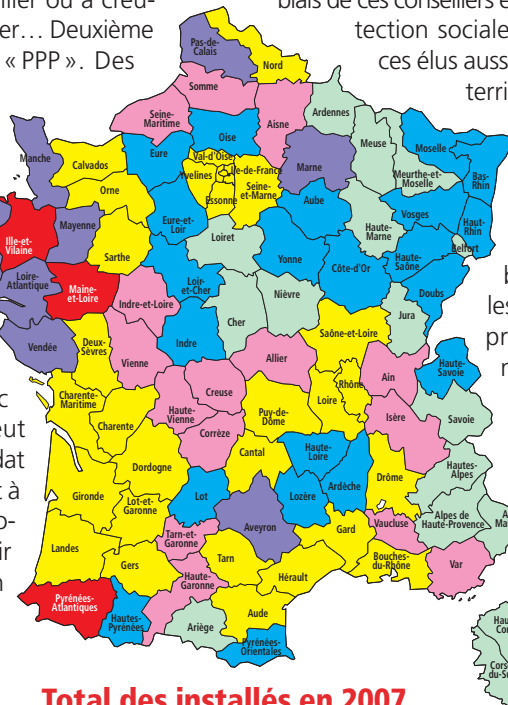 iller ou à creu-
er… Deuxième
« PPP ». Des
biais de ces conseillers e
tection sociale
ces élus auss
terri
Pas-de-
Calais
Nord
Somme
Seine-
Maritime
Aisne
Ardennes
Oise
Eure
Val-d'Oise
Île-de-France
Yvelines
Seine-
et-Marne
Essonne
Marne
Meuse
Moselle
Meurthe-et-
Moselle
Bas-
Rhin
Manche
Calvados
Orne
Aube
Vosges
Haut-
Rhin
Haute-
Marne
Belfort
Ille-et-
Vilaine
Mayenne
Sarthe
Eure-et-
Loir
Loiret
Yonne
Côte-d'Or
Haute-
Saône
Doubs
Loire-
Atlantique
Maine-
et-Loire
Indre-et-Loire
Loir-
et-Cher
Cher
Nièvre
Jura
b
les
pr
n
Vendée
Deux-
Sèvres
Vienne
Indre
Allier
Saône-et-Loire
Haute-
Savoie
Ain
Rhône
Loire
Charente-
Maritime
Charente
Haute-
Vienne
Creuse
Corrèze
Puy-de-
Dôme
Isère
Savoie
c
eut
dat
t à
o-
ir
n
Dordogne
Cantal
Haute-
Loire
Ardèche
Drôme
Hautes-
Alpes
Gironde
Lot-et-
Garonne
Lot
Aveyron
Lozère
Gard
Vaucluse
Alpes de
Haute-Provence
A
Ma
Landes
Gers
Tarn-et-
Garonne
Tarn
Haute-
Garonne
Hérault
Bouches-
du-Rhône
Var
Pyrénées-
Atlantiques
Hautes-
Pyrénées
Ariège
Aude
Pyrénées-
Orientales
Hau
Co
Cors
du-Su
Total des installés en 2007